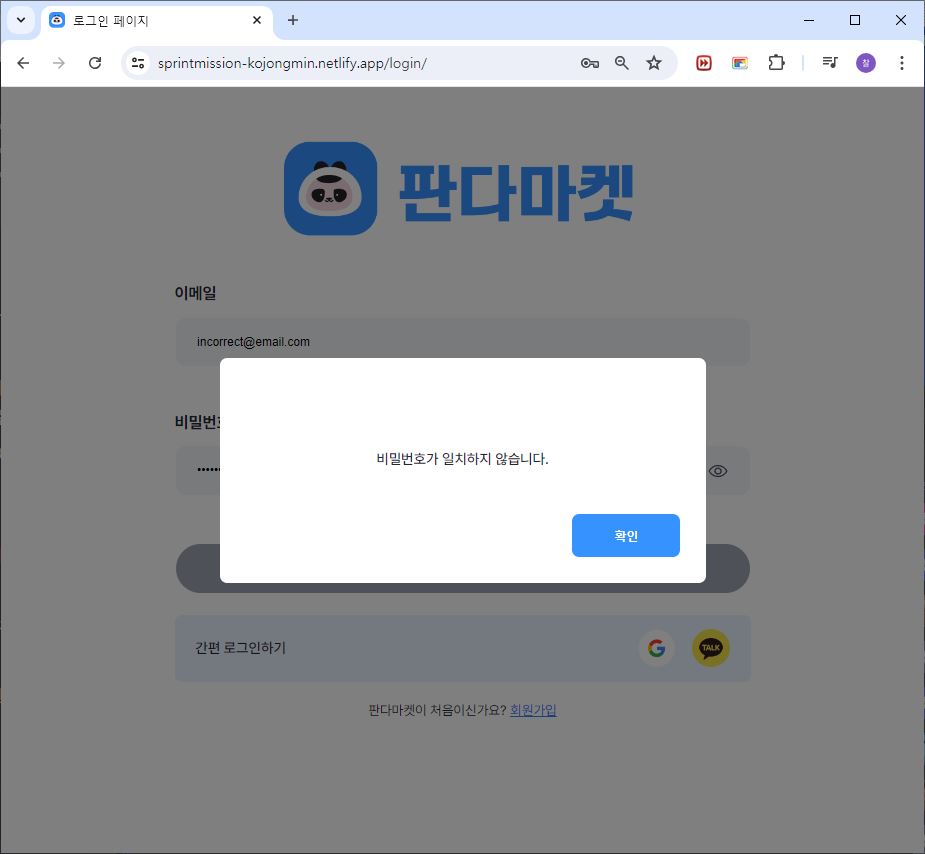 로그인 페이지
sprintmission-kojongmin.netlify.app/login/
찰
판다마켓
이메일
incorrect@email.com
비밀번호
비밀번호가 일치하지 않습니다.
확인
간편 로그인하기
G
TALK
판다마켓이 처음이신가요? 회원가입